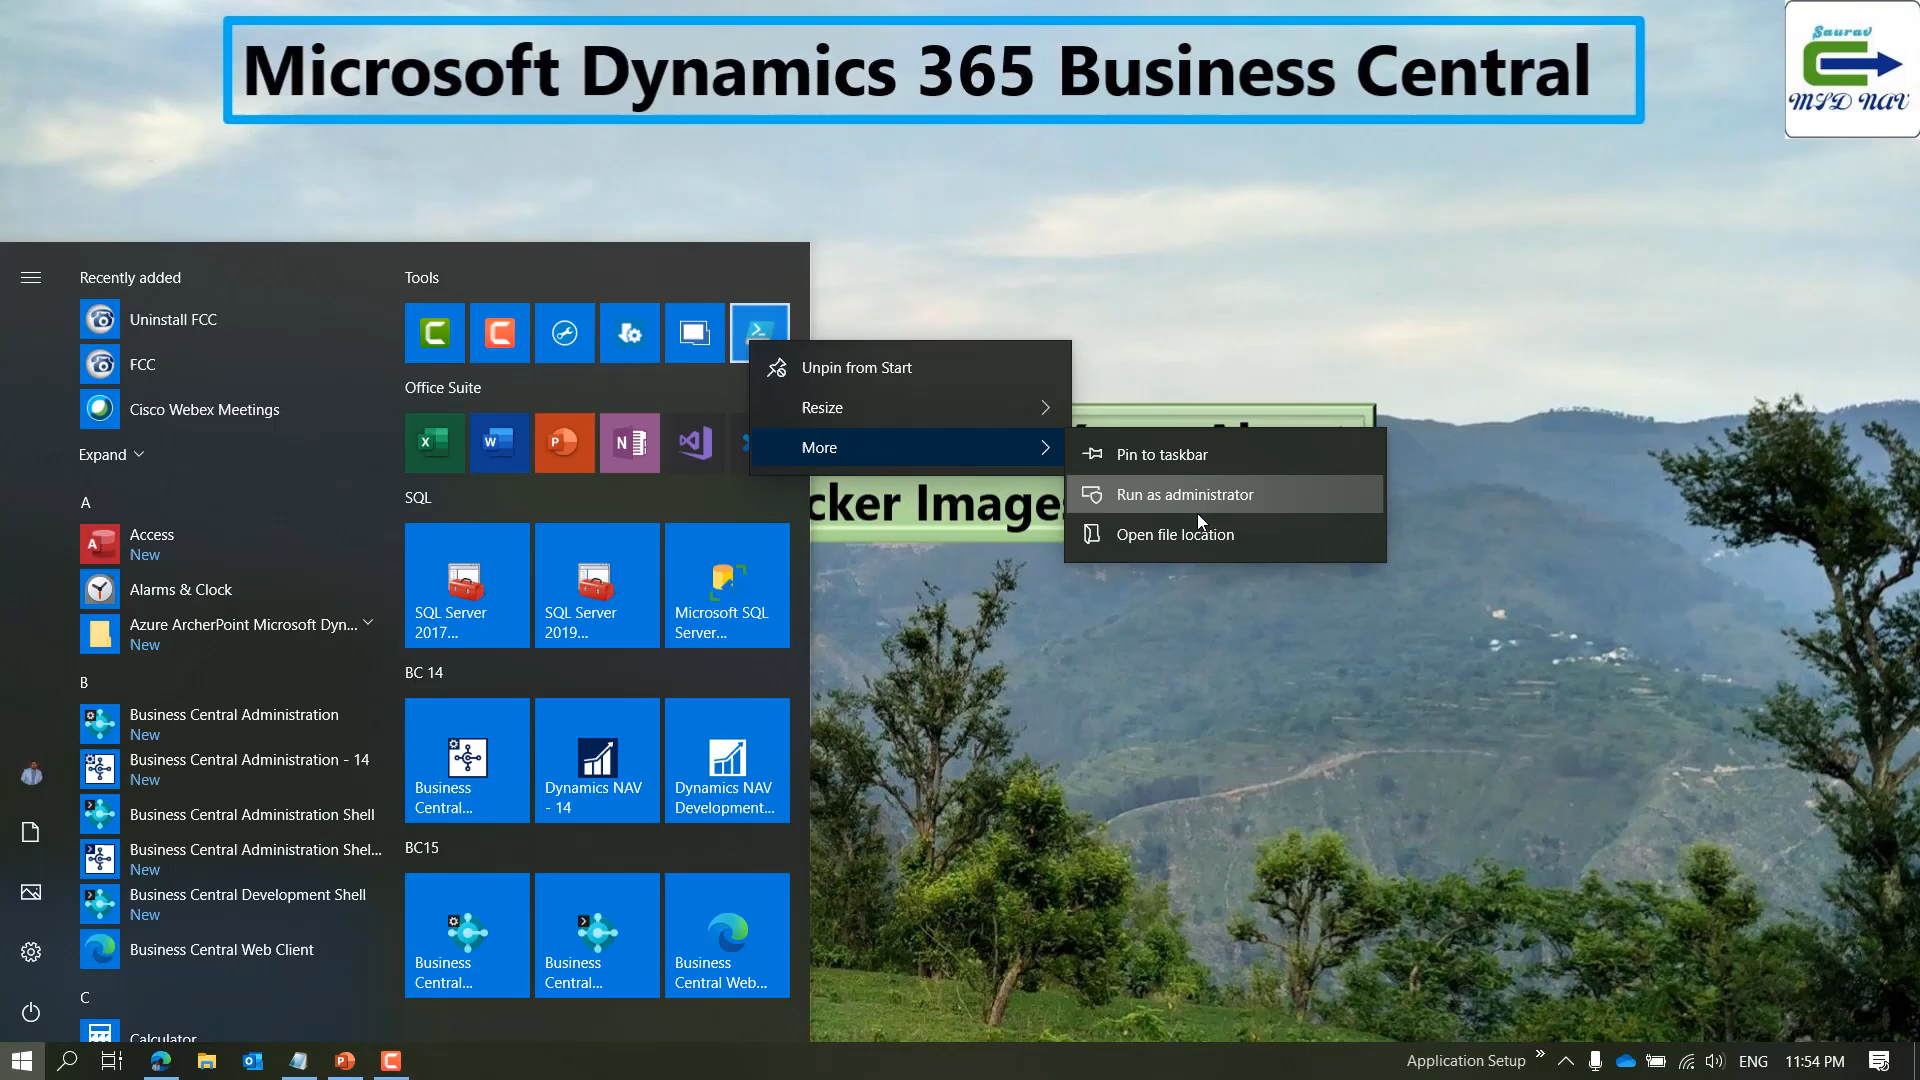 Microsoft Dynamics 365 Business Central
Saurav
MSD NAV
Recently added
Uninstall FCC
FCC
Cisco Webex Meetings
Expand
A
Access
New
Alarms & Clock
Azure ArcherPoint Microsoft Dyn...
New
B
Business Central Administration
New
Business Central Administration - 14
New
Business Central Administration Shell
Business Central Administration Shel...
New
Business Central Development Shell
New
Business Central Web Client
C
Calculator
Tools
Office Suite
SQL
SQL Server
2017...
SQL Server
2019...
Microsoft SQL
Server...
BC 14
Business
Central...
Dynamics NAV
- 14
Dynamics NAV
Development...
BC15
Business
Central...
Business
Central...
Business
Central Web...
Unpin from Start
Resize
More
Pin to taskbar
Run as administrator
Open file location
cker Images
Application Setup
ENG
11:54 PM